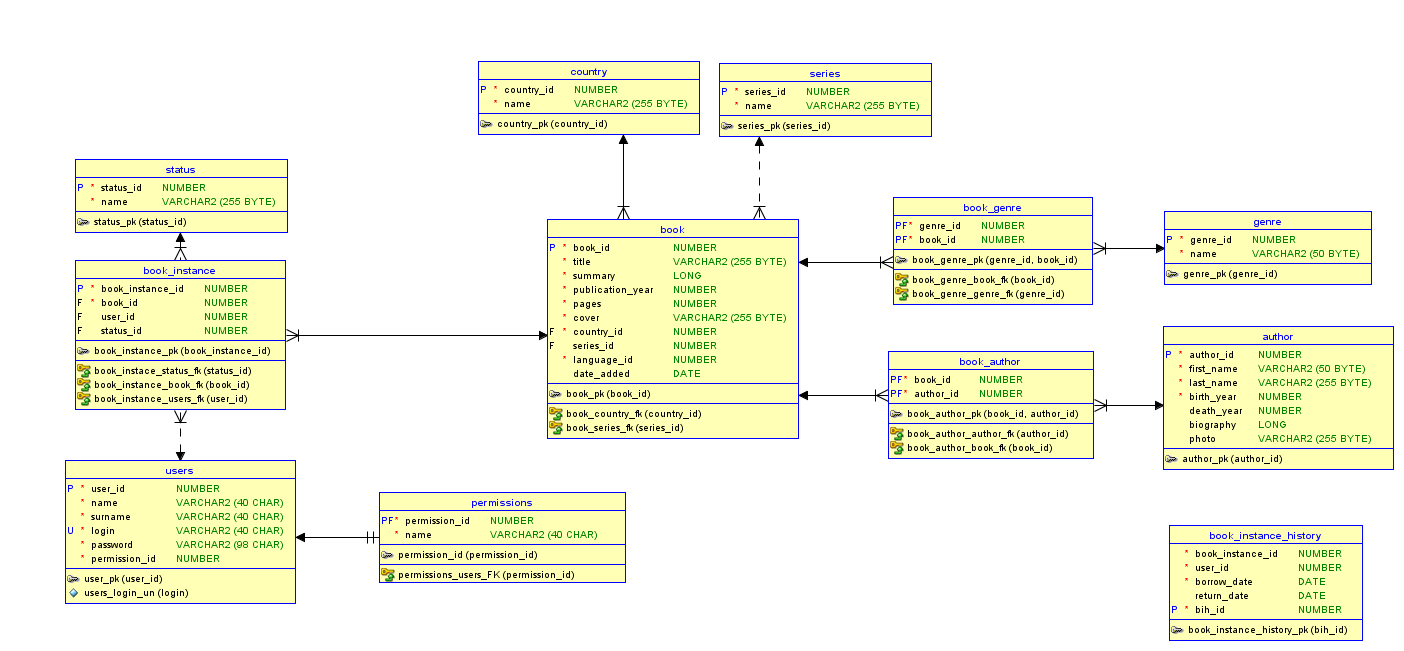 country
P * country_id NUMBER
* name VARCHAR2 (255 BYTE)
country_pk (country_id)
series
P * series_id NUMBER
* name VARCHAR2 (255 BYTE)
series_pk (series_id)
status
P * status_id NUMBER
* name VARCHAR2 (255 BYTE)
status_pk (status_id)
book_instance
P * book_instance_id NUMBER
F * book_id NUMBER
F user_id NUMBER
F status_id NUMBER
book_instance_pk (book_instance_id)
book_instace_status_fk (status_id)
book_instance_book_fk (book_id)
book_instance_users_fk (user_id)
book
P * book_id NUMBER
* title VARCHAR2 (255 BYTE)
* summary LONG
* publication_year NUMBER
* pages NUMBER
* cover VARCHAR2 (255 BYTE)
F * country_id NUMBER
F series_id NUMBER
* language_id NUMBER
date_added DATE
book_pk (book_id)
book_country_fk (country_id)
book_series_fk (series_id)
book_genre
PF* genre_id NUMBER
PF* book_id NUMBER
book_genre_pk (genre_id, book_id)
book_genre_book_fk (book_id)
book_genre_genre_fk (genre_id)
genre
P * genre_id NUMBER
* name VARCHAR2 (50 BYTE)
genre_pk (genre_id)
book_author
PF* book_id NUMBER
PF* author_id NUMBER
book_author_pk (book_id, author_id)
book_author_author_fk (author_id)
book_author_book_fk (book_id)
author
P * author_id NUMBER
* first_name VARCHAR2 (50 BYTE)
* last_name VARCHAR2 (255 BYTE)
* birth_year NUMBER
death_year NUMBER
biography LONG
photo VARCHAR2 (255 BYTE)
author_pk (author_id)
users
P * user_id NUMBER
* name VARCHAR2 (40 CHAR)
* surname VARCHAR2 (40 CHAR)
U * login VARCHAR2 (40 CHAR)
* password VARCHAR2 (98 CHAR)
* permission_id NUMBER
user_pk (user_id)
users_login_un (login)
permissions
PF* permission_id NUMBER
* name VARCHAR2 (40 CHAR)
permission_id (permission_id)
permissions_users_FK (permission_id)
book_instance_history
* book_instance_id NUMBER
* user_id NUMBER
* borrow_date DATE
return_date DATE
P * bih_id NUMBER
book_instance_history_pk (bih_id)